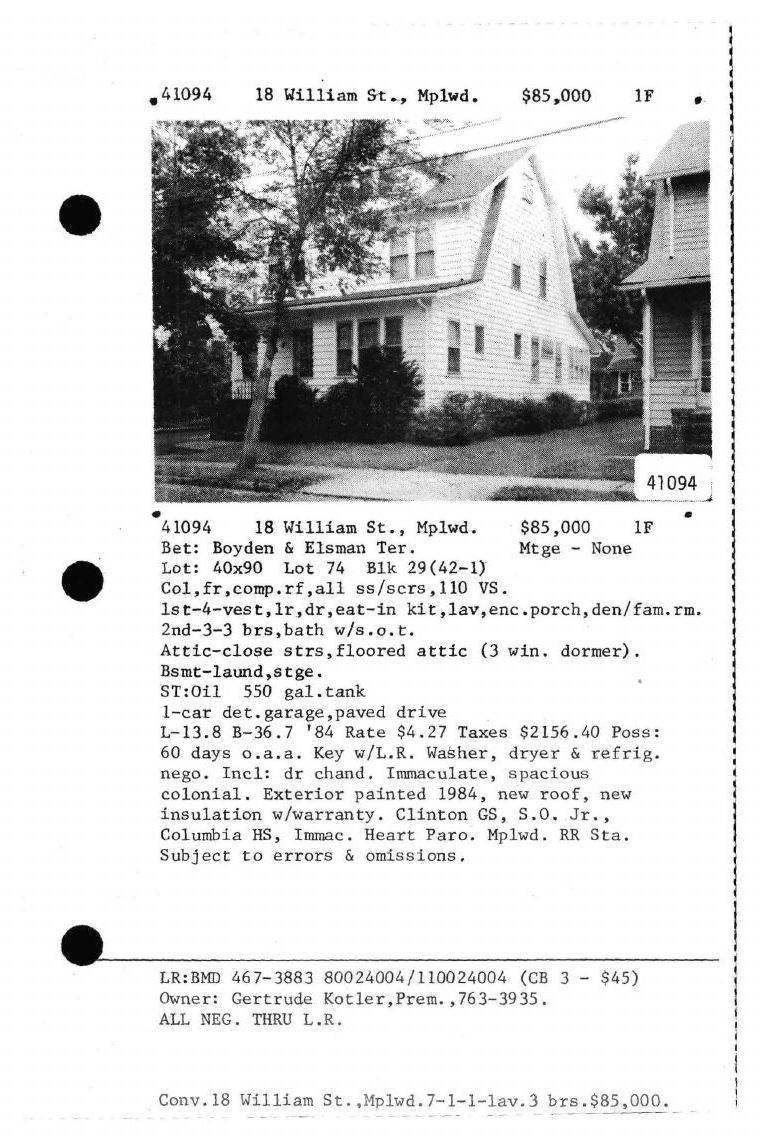 41094 18 William St., Mplwd. $85,000 1F
41094
41094 18 William St., Mplwd. $85,000 1F
Bet: Boyden & Elsman Ter. Mtge - None
Lot: 40x90 Lot 74 Blk 29(42-1)
Col,fr,comp.rf,all ss/scrs,110 VS.
1st-4-vest,lr,dr,eat-in kit,lav,enc.porch,den/fam.rm.
2nd-3-3 brs,bath w/s.o.t.
Attic-close strs,floored attic (3 win. dormer).
Bsmt-laund,stge.
ST:Oil 550 gal.tank
1-car det.garage,paved drive
L-13.8 B-36.7 '84 Rate $4.27 Taxes $2156.40 Poss:
60 days o.a.a. Key w/L.R. Washer, dryer & refrig.
nego. Incl: dr chand. Immaculate, spacious
colonial. Exterior painted 1984, new roof, new
insulation w/warranty. Clinton GS, S.O. Jr.,
Columbia HS, Immac. Heart Paro. Mplwd. RR Sta.
Subject to errors & omissions.
LR:BMD 467-3883 80024004/110024004 (CB 3 - $45)
Owner: Gertrude Kotler,Prem.,763-3935.
ALL NEG. THRU L.R.
Conv.18 William St.,Mplwd.7-1-1-lav.3 brs.$85,000.